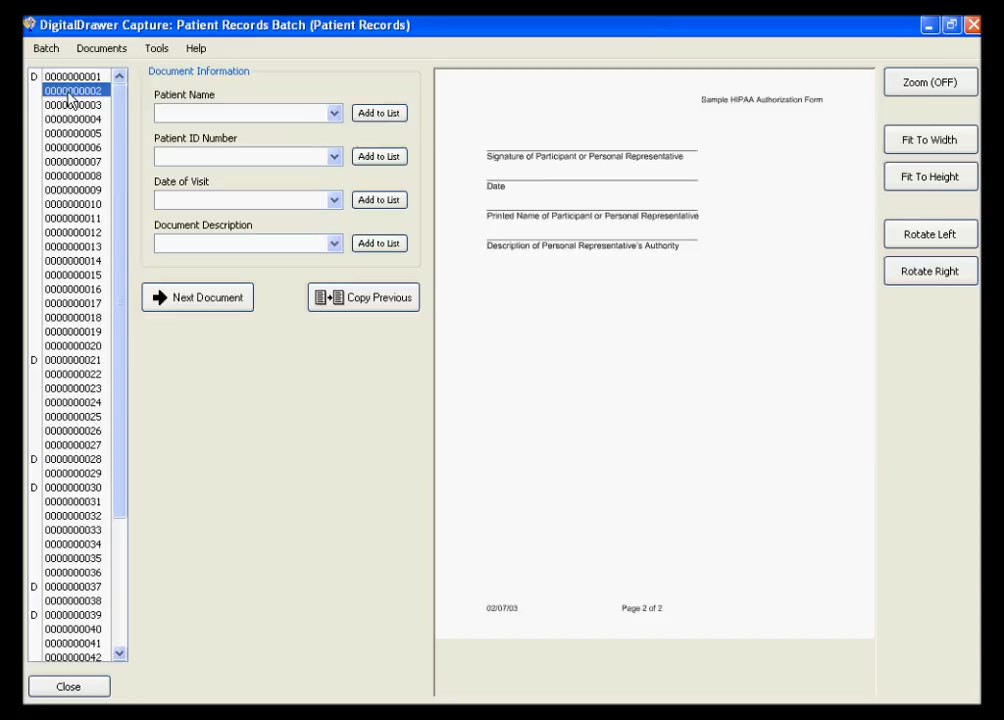 DigitalDrawer Capture: Patient Records Batch (Patient Records)
Batch Documents Tools Help
D 0000000001
0000000002
0000000003
0000000004
0000000005
0000000006
0000000007
0000000008
0000000009
0000000010
0000000011
0000000012
0000000013
0000000014
0000000015
0000000016
0000000017
0000000018
0000000019
0000000020
D 0000000021
0000000022
0000000023
0000000024
0000000025
0000000026
0000000027
D 0000000028
0000000029
D 0000000030
0000000031
0000000032
0000000033
0000000034
0000000035
0000000036
D 0000000037
0000000038
D 0000000039
0000000040
0000000041
0000000042
Close
Document Information
Patient Name
Add to List
Patient ID Number
Add to List
Date of Visit
Add to List
Document Description
Add to List
Next Document
Copy Previous
Sample HIPAA Authorization Form
Signature of Participant or Personal Representative
Date
Printed Name of Participant or Personal Representative
Description of Personal Representative's Authority
02/07/03 Page 2 of 2
Zoom (OFF)
Fit To Width
Fit To Height
Rotate Left
Rotate Right